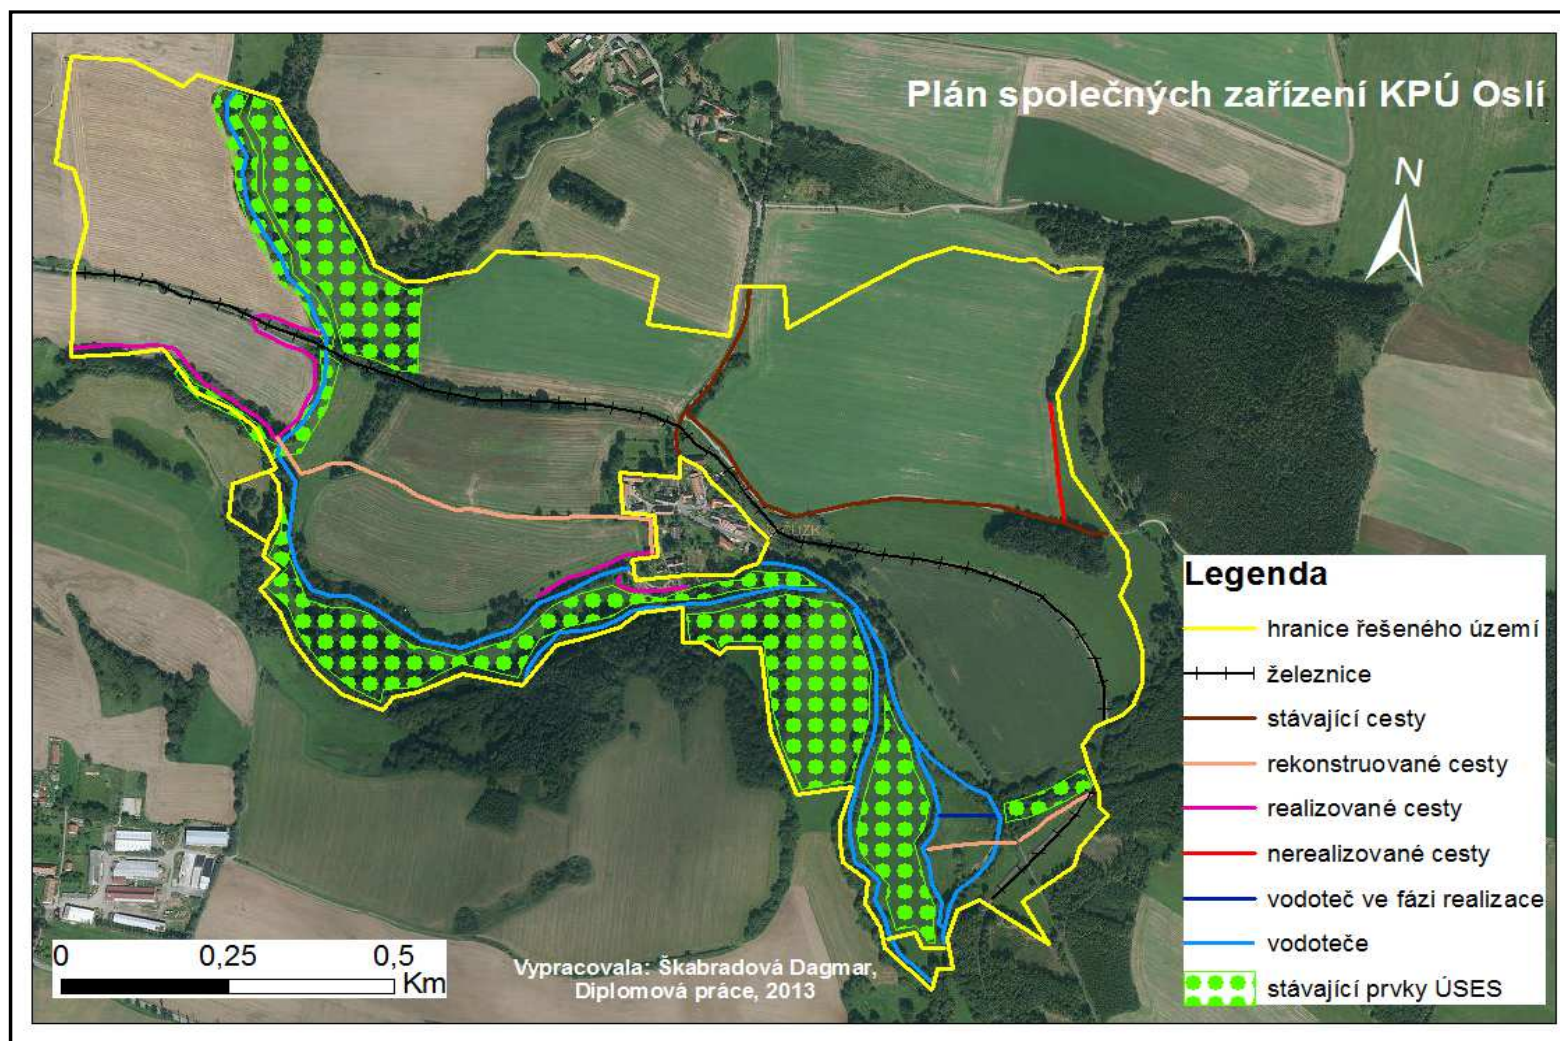 Plán společných zařízení KPÚ Oslí
N
Legenda
hranice řešeného území
železnice
stávající cesty
rekonstruované cesty
realizované cesty
nerealizované cesty
vodoteč ve fázi realizace
vodoteče
stávající prvky ÚSES
0 0,25 0,5
Km
Vypracovala: Škabradová Dagmar,
Diplomová práce, 2013